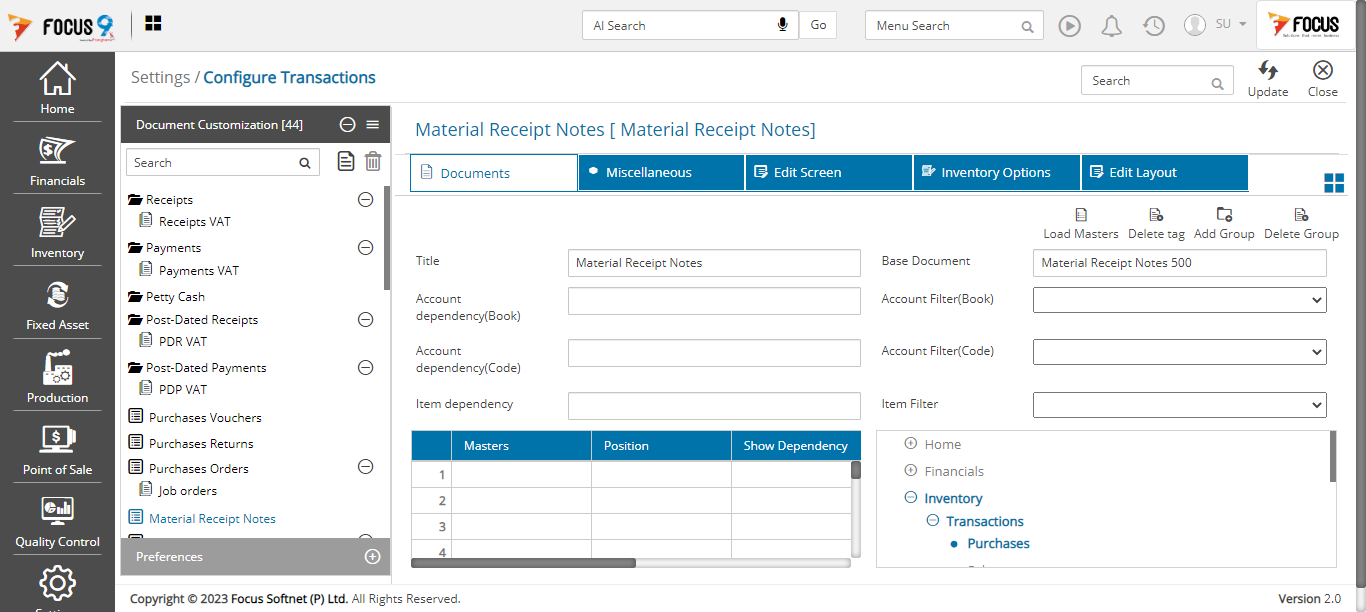 FOCUS 9
AI Search
Go
Menu Search
SU
FOCUS
Home
Financials
Inventory
Fixed Asset
Production
Point of Sale
Quality Control
Settings / Configure Transactions
Search
Update
Close
Document Customization [44]
Search
Receipts
Receipts VAT
Payments
Payments VAT
Petty Cash
Post-Dated Receipts
PDR VAT
Post-Dated Payments
PDP VAT
Purchases Vouchers
Purchases Returns
Purchases Orders
Job orders
Material Receipt Notes
Preferences
Material Receipt Notes [ Material Receipt Notes]
Documents
Miscellaneous
Edit Screen
Inventory Options
Edit Layout
Load Masters
Delete tag
Add Group
Delete Group
Title
Material Receipt Notes
Base Document
Material Receipt Notes 500
Account
dependency(Book)
Account Filter(Book)
Account
dependency(Code)
Account Filter(Code)
Item dependency
Item Filter
Masters
Position
Show Dependency
1
2
3
4
Home
Financials
Inventory
Transactions
Purchases
Copyright © 2023 Focus Softnet (P) Ltd. All Rights Reserved.
Version 2.0